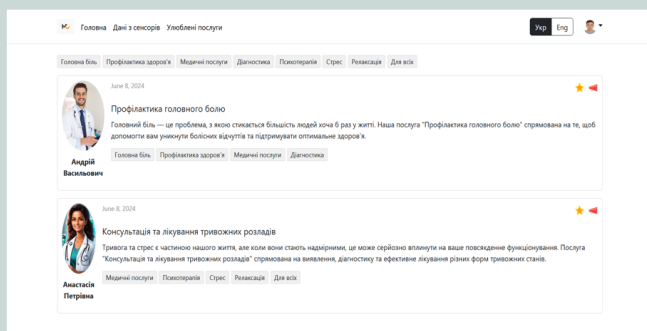 Головна Дані з сенсорів Улюблені послуги Укр Eng
Головна біль Профілактика здоров'я Медичні послуги Діагностика Психотерапія Стрес Релаксація Для всіх
June 8, 2024
Профілактика головного болю
Головний біль — це проблема, з якою стикається більшість людей хоча б раз у житті. Наша послуга "Профілактика головного болю" спрямована на те, щоб
допомогти вам уникнути болісних відчуттів та підтримувати оптимальне здоров'я.
Головна біль Профілактика здоров'я Медичні послуги Діагностика
Андрій
Васильович
June 8, 2024
Консультація та лікування тривожних розладів
Тривога та стрес є частиною нашого життя, але коли вони стають надмірними, це може серйозно вплинути на ваше повсякденне функціонування. Послуга
"Консультація та лікування тривожних розладів" спрямована на виявлення, діагностику та ефективне лікування різних форм тривожних станів.
Медичні послуги Психотерапія Стрес Релаксація Для всіх
Анастасія
Петрівна